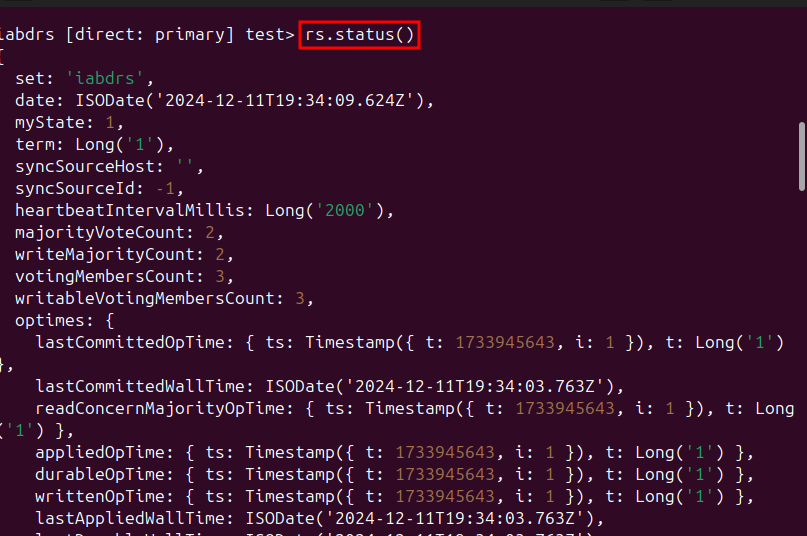 iabdrs [direct: primary] test> rs.status()
{
  set: 'iabdrs',
  date: ISODate('2024-12-11T19:34:09.624Z'),
  myState: 1,
  term: Long('1'),
  syncSourceHost: '',
  syncSourceId: -1,
  heartbeatIntervalMillis: Long('2000'),
  majorityVoteCount: 2,
  writeMajorityCount: 2,
  votingMembersCount: 3,
  writableVotingMembersCount: 3,
  optimes: {
    lastCommittedOpTime: { ts: Timestamp({ t: 1733945643, i: 1 }), t: Long('1')
},
    lastCommittedWallTime: ISODate('2024-12-11T19:34:03.763Z'),
    readConcernMajorityOpTime: { ts: Timestamp({ t: 1733945643, i: 1 }), t: Long
('1') },
    appliedOpTime: { ts: Timestamp({ t: 1733945643, i: 1 }), t: Long('1') },
    durableOpTime: { ts: Timestamp({ t: 1733945643, i: 1 }), t: Long('1') },
    writtenOpTime: { ts: Timestamp({ t: 1733945643, i: 1 }), t: Long('1') },
    lastAppliedWallTime: ISODate('2024-12-11T19:34:03.763Z'),